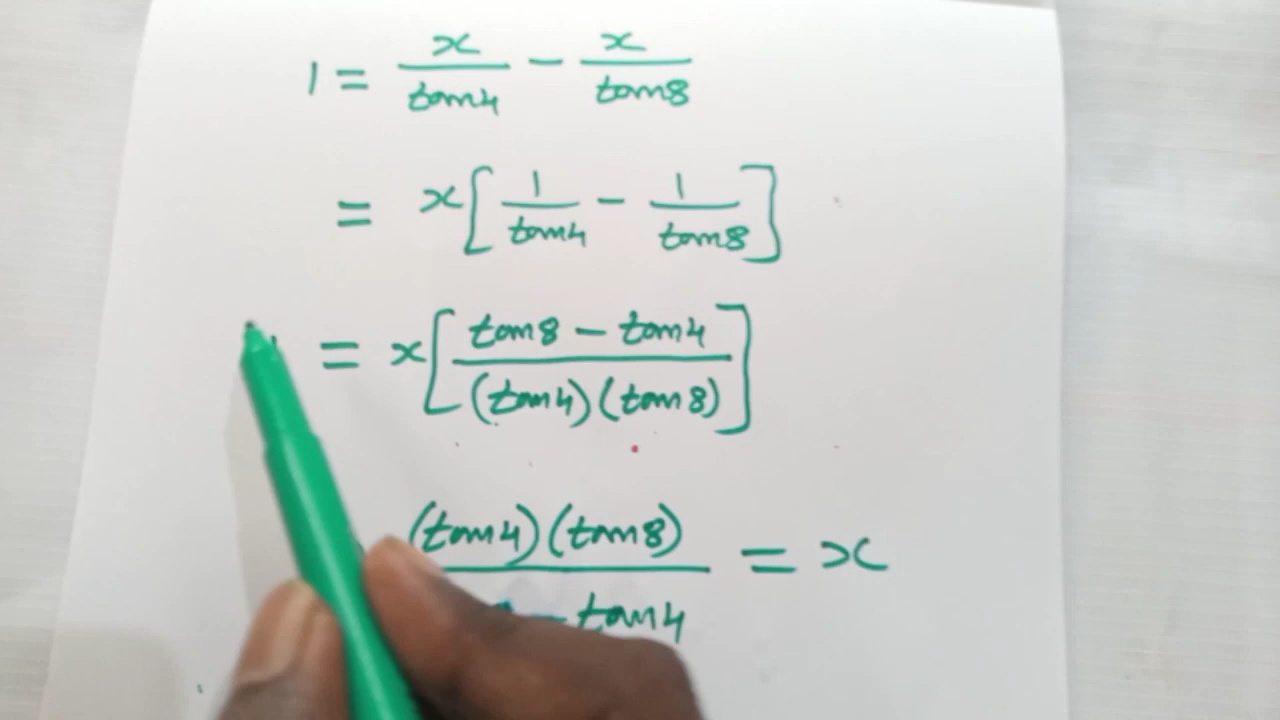 1 = x/tan4 - x/tan8
= x[1/tan4 - 1/tan8]
= x[(tan8 - tan4)/((tan4)(tan8))]
(tan4)(tan8)
- tan4
= x